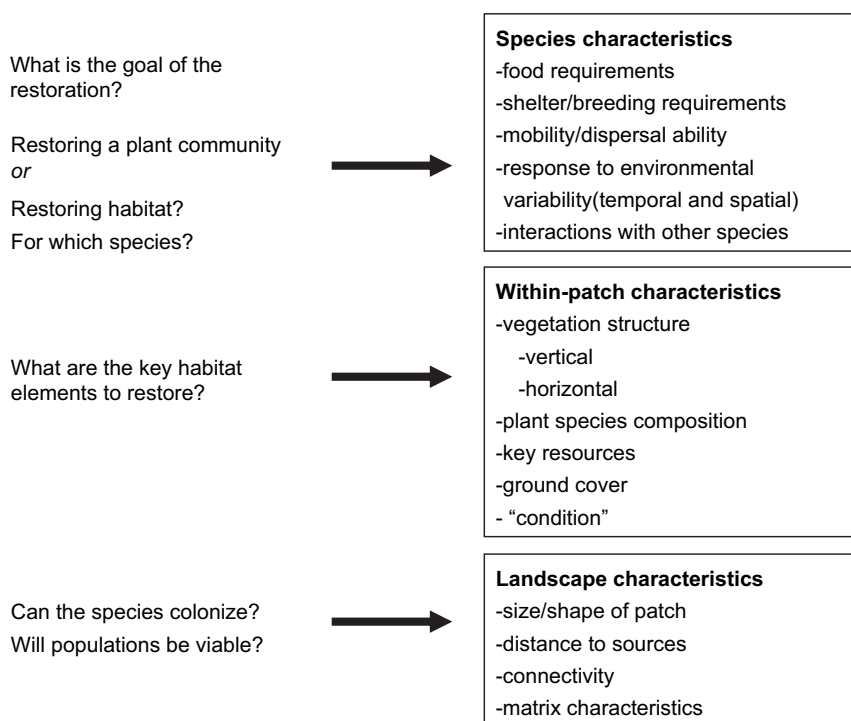 What is the goal of the
restoration?
Restoring a plant community
or
Restoring habitat?
For which species?
Species characteristics
-food requirements
-shelter/breeding requirements
-mobility/dispersal ability
-response to environmental
variability(temporal and spatial)
-interactions with other species
What are the key habitat
elements to restore?
Within-patch characteristics
-vegetation structure
-vertical
-horizontal
-plant species composition
-key resources
-ground cover
- “condition”
Can the species colonize?
Will populations be viable?
Landscape characteristics
-size/shape of patch
-distance to sources
-connectivity
-matrix characteristics